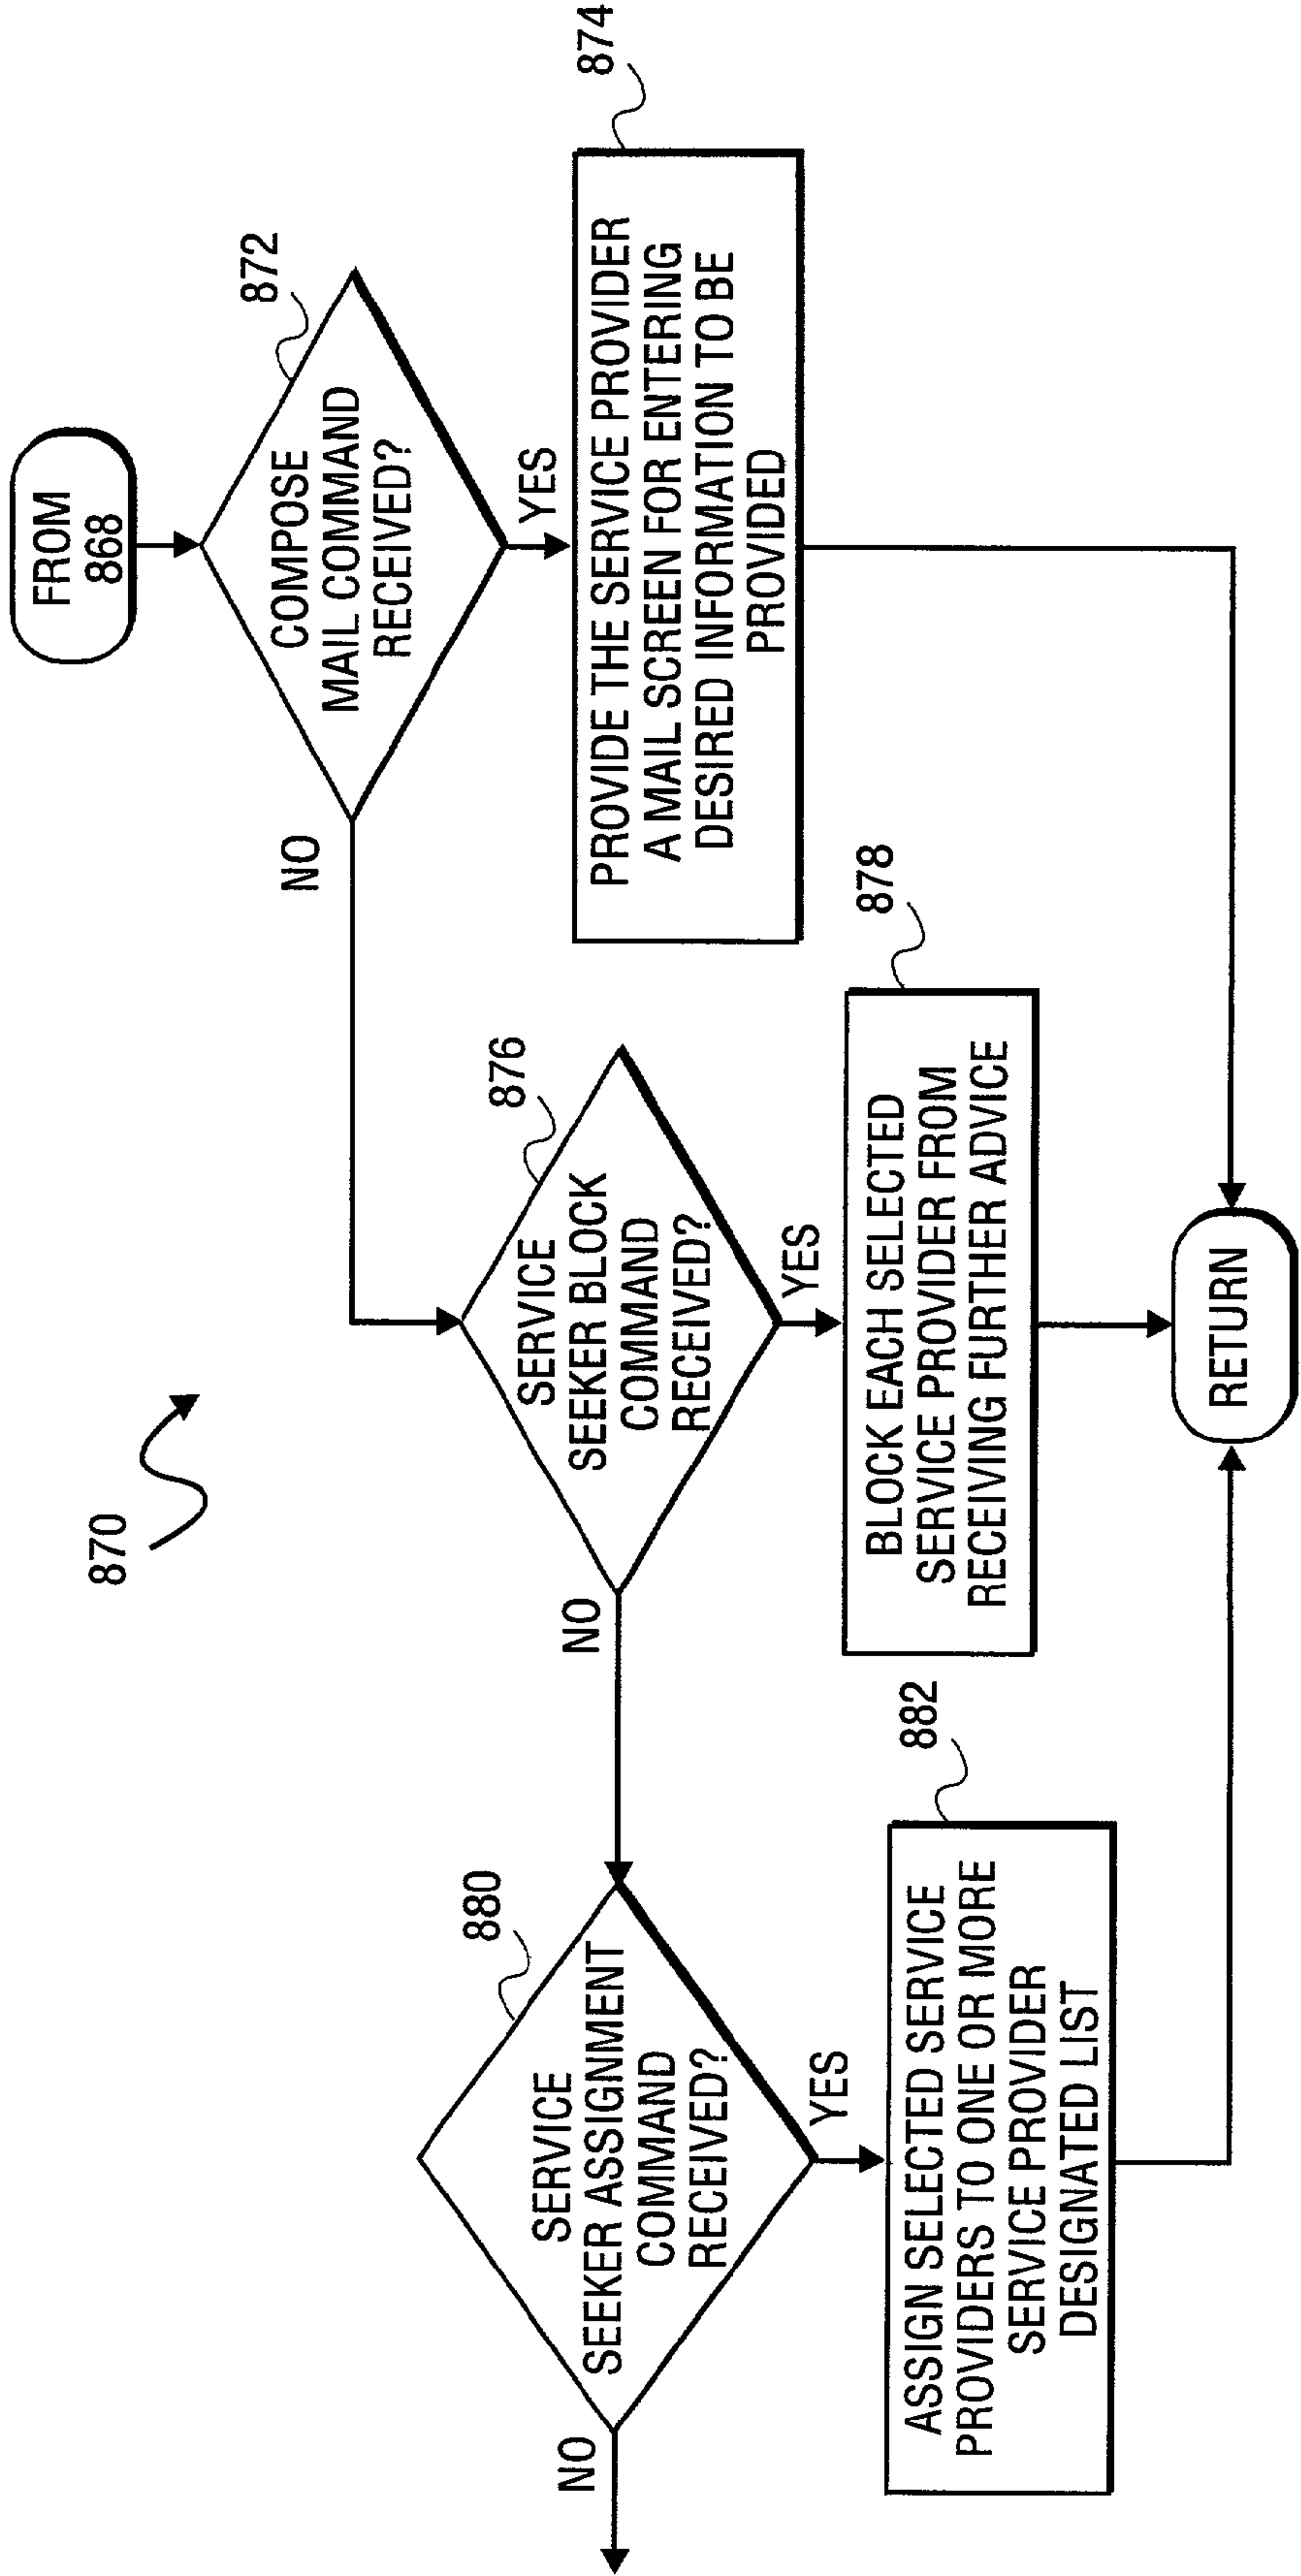 870
FROM
868
872
COMPOSE
MAIL COMMAND
RECEIVED?
NO
YES
874
PROVIDE THE SERVICE PROVIDER
A MAIL SCREEN FOR ENTERING
DESIRED INFORMATION TO BE
PROVIDED
876
SERVICE
SEEKER BLOCK
COMMAND
RECEIVED?
NO
YES
878
BLOCK EACH SELECTED
SERVICE PROVIDER FROM
RECEIVING FURTHER ADVICE
880
SERVICE
SEEKER ASSIGNMENT
COMMAND
RECEIVED?
NO
YES
882
ASSIGN SELECTED SERVICE
PROVIDERS TO ONE OR MORE
SERVICE PROVIDER
DESIGNATED LIST
RETURN